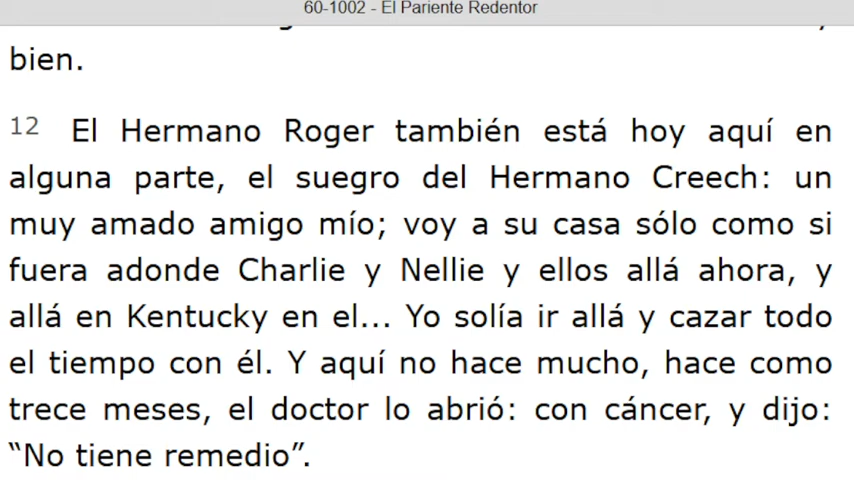 60-1002 - El Pariente Redentor
bien.
12 El Hermano Roger también está hoy aquí en
alguna parte, el suegro del Hermano Creech: un
muy amado amigo mío; voy a su casa sólo como si
fuera adonde Charlie y Nellie y ellos allá ahora, y
allá en Kentucky en el... Yo solía ir allá y cazar todo
el tiempo con él. Y aquí no hace mucho, hace como
trece meses, el doctor lo abrió: con cáncer, y dijo:
“No tiene remedio”.